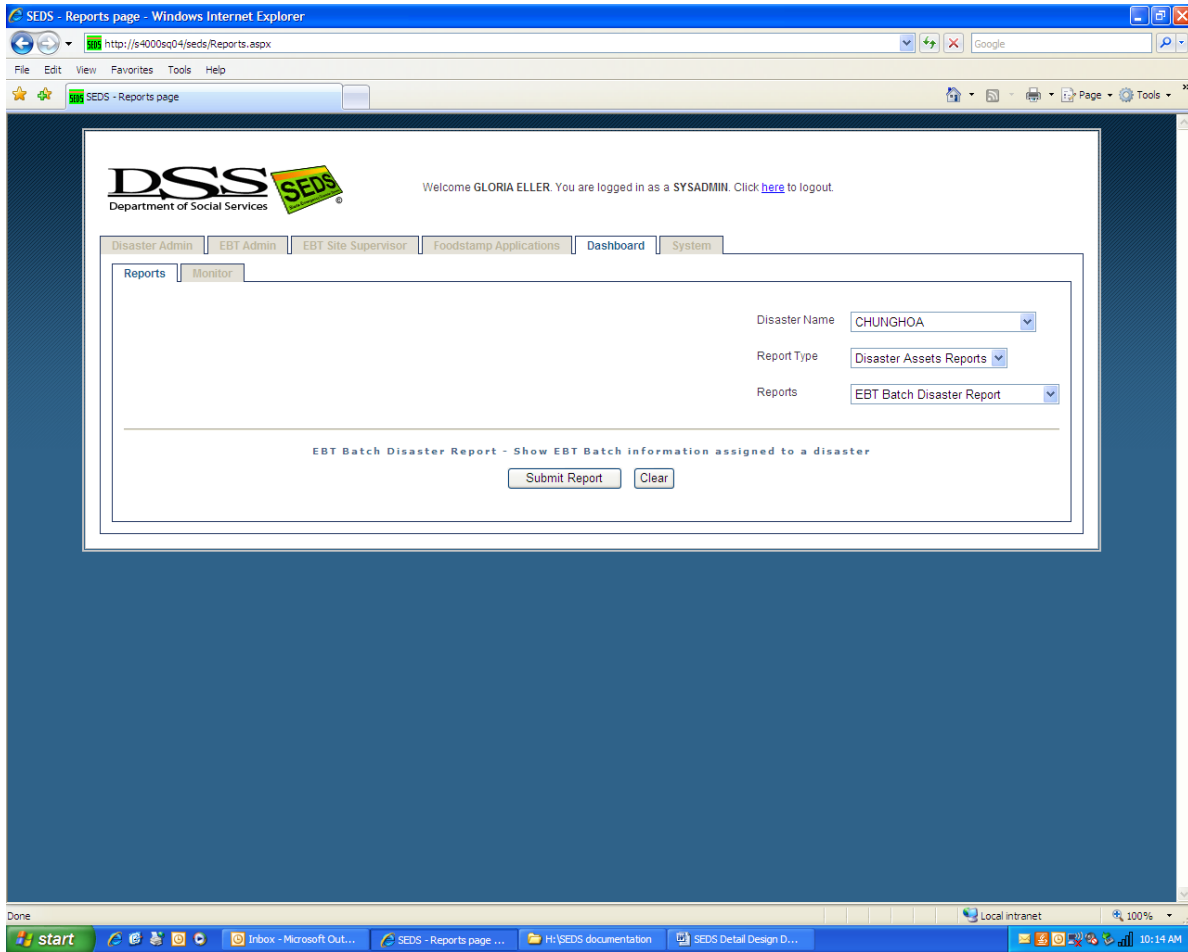 SEDS - Reports page - Windows Internet Explorer
SEDS http://s4000sq04/seds/Reports.aspx Google
File Edit View Favorites Tools Help
SEDS SEDS - Reports page Page Tools »
DSS SEDS
Department of Social Services ©
Welcome GLORIA ELLER. You are logged in as a SYSADMIN. Click here to logout.
Disaster Admin EBT Admin EBT Site Supervisor Foodstamp Applications Dashboard System
Reports Monitor
Disaster Name CHUNGHOA
Report Type Disaster Assets Reports
Reports EBT Batch Disaster Report
EBT Batch Disaster Report - Show EBT Batch information assigned to a disaster
Submit Report Clear
Done Local intranet 100%
start Inbox - Microsoft Out... SEDS - Reports page ... H:\SEDS documentation SEDS Detail Design D... 10:14 AM